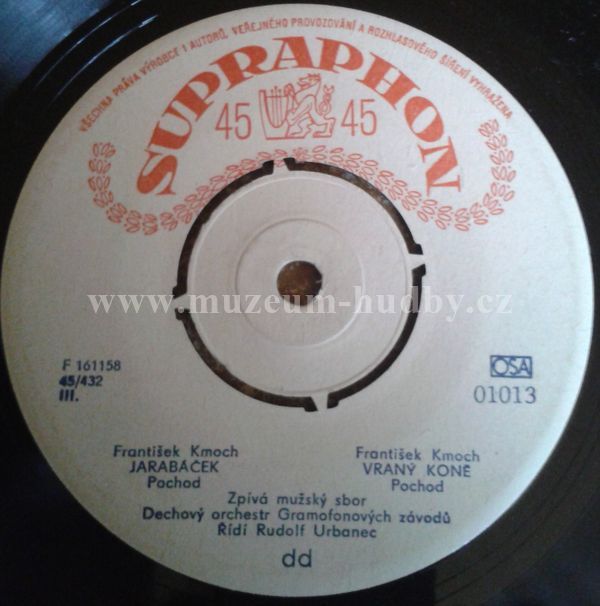 VŠECHNA PRÁVA VÝROBCE I AUTORŮ, VEŘEJNÉHO PROVOZOVÁNÍ A ROZHLASOVÉHO ŠÍŘENÍ VYHRAŽENA
SUPRAPHON
45 45
www.muzeum-hudby.cz
F 161158
45/432
III.
OSA
01013
František Kmoch
JARABÁČEK
Pochod
František Kmoch
VRANÝ KONĚ
Pochod
Zpívá mužský sbor
Dechový orchestr Gramofonových závodů
Řídí Rudolf Urbanec
dd